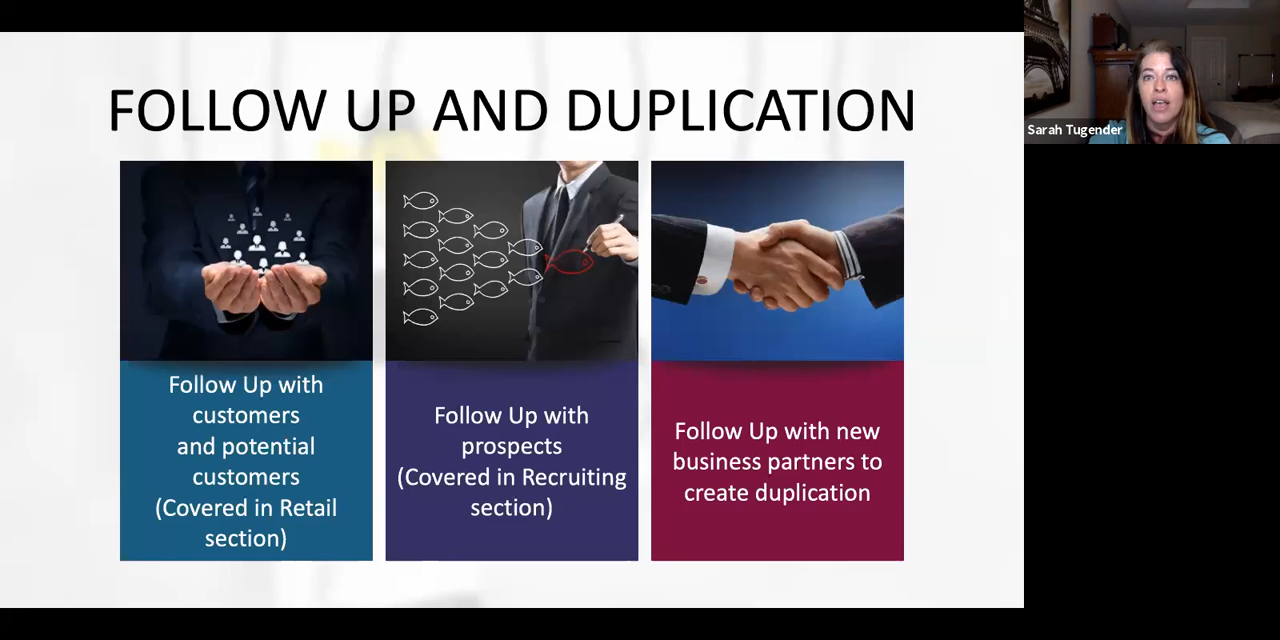 FOLLOW UP AND DUPLICATION
Sarah Tugender
Follow Up with
customers
and potential
customers
(Covered in Retail
section)
Follow Up with
prospects
(Covered in Recruiting
section)
Follow Up with new
business partners to
create duplication